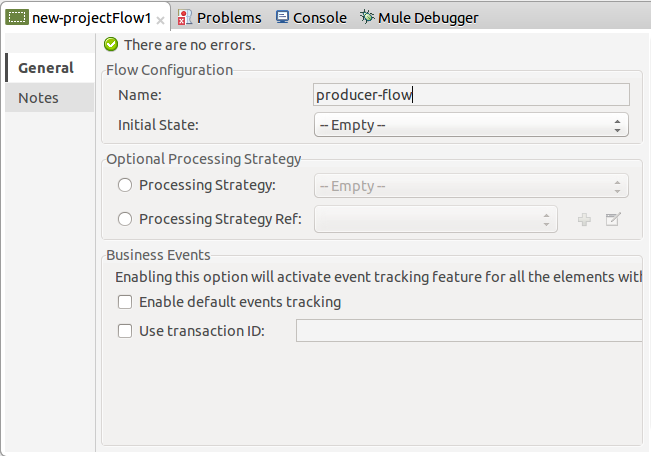 new-projectFlow1 Problems Console Mule Debugger
There are no errors.
General
Notes
Flow Configuration
Name: producer-flow
Initial State: -- Empty --
Optional Processing Strategy
Processing Strategy: -- Empty --
Processing Strategy Ref:
Business Events
Enabling this option will activate event tracking feature for all the elements with
Enable default events tracking
Use transaction ID: